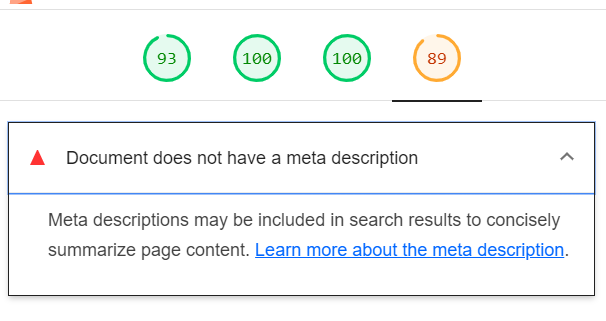 93 100 100 89
Document does not have a meta description
Meta descriptions may be included in search results to concisely
summarize page content. Learn more about the meta description.